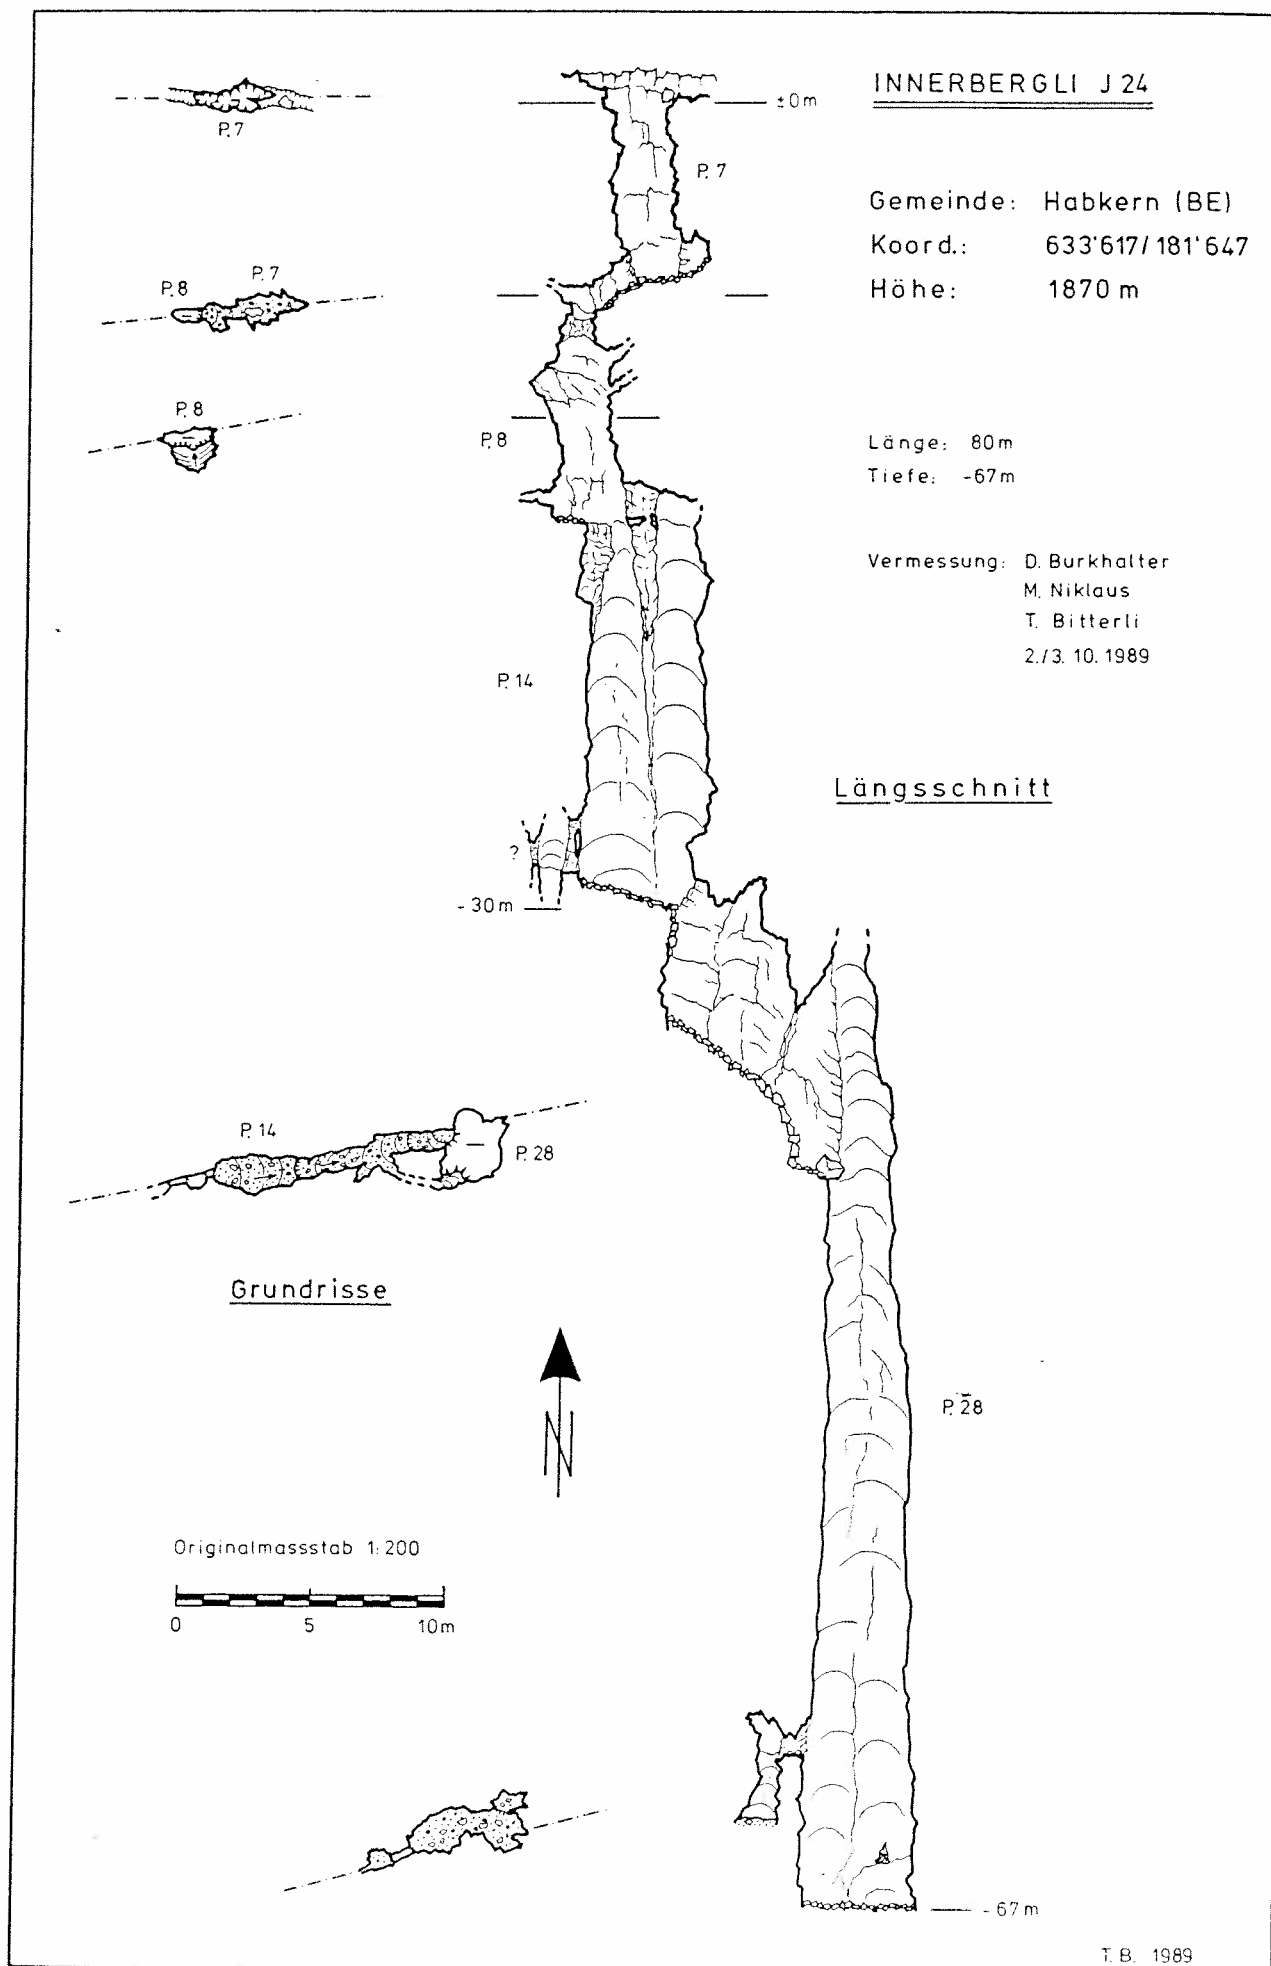 INNERBERGLI J 24
Gemeinde: Habkern (BE)
Koord.: 633'617/181'647
Höhe: 1870 m
Länge: 80m
Tiefe: -67m
Vermessung: D. Burkhalter
M. Niklaus
T. Bitterli
2./3. 10. 1989
Längsschnitt
±0m
P. 7
P. 8
P. 14
?
- 30m
P. 28
- 67m
P. 7
P. 8
P. 7
P. 8
P. 14
P. 28
Grundrisse
N
Originalmassstab 1:200
0 5 10m
T. B. 1989